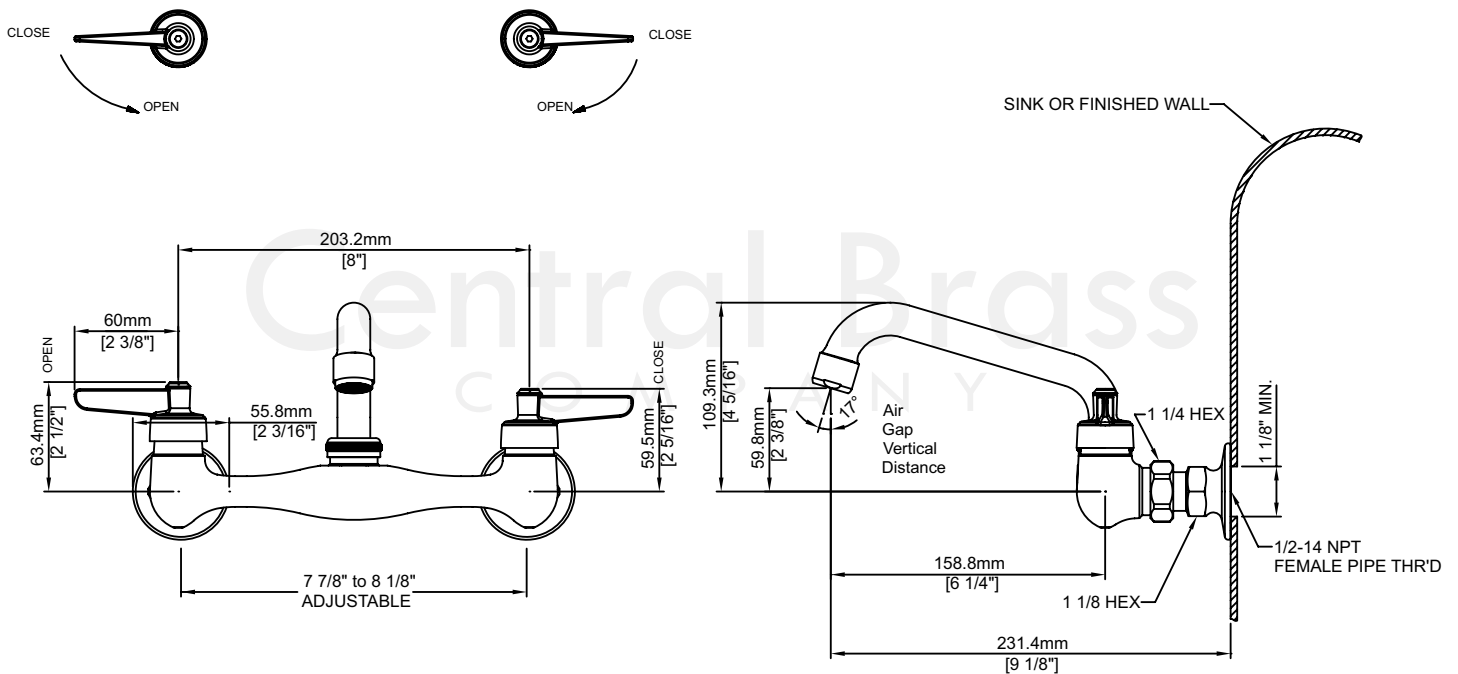 CLOSE
OPEN
CLOSE
OPEN
SINK OR FINISHED WALL
Central Brass
COMPANY
203.2mm
[8"]
60mm
[2 3/8"]
OPEN
63.4mm
[2 1/2"]
55.8mm
[2 3/16"]
CLOSE
59.5mm
[2 5/16"]
7 7/8" to 8 1/8"
ADJUSTABLE
109.3mm
[4 5/16"]
59.8mm
[2 3/8"]
17°
Air
Gap
Vertical
Distance
1 1/4 HEX
1 1/8" MIN.
1/2-14 NPT
FEMALE PIPE THR'D
158.8mm
[6 1/4"]
1 1/8 HEX
231.4mm
[9 1/8"]